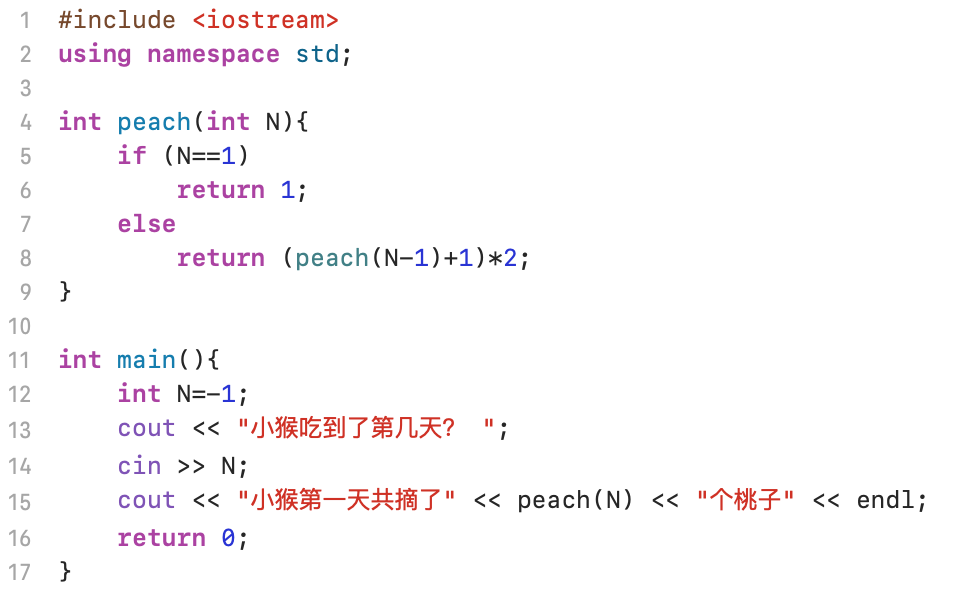 1 #include <iostream>
2 using namespace std;
3
4 int peach(int N){
5     if (N==1)
6         return 1;
7     else
8         return (peach(N-1)+1)*2;
9 }
10
11 int main(){
12     int N=-1;
13     cout << "小猴吃到了第几天?  ";
14     cin >> N;
15     cout << "小猴第一天共摘了" << peach(N) << "个桃子" << endl;
16     return 0;
17 }